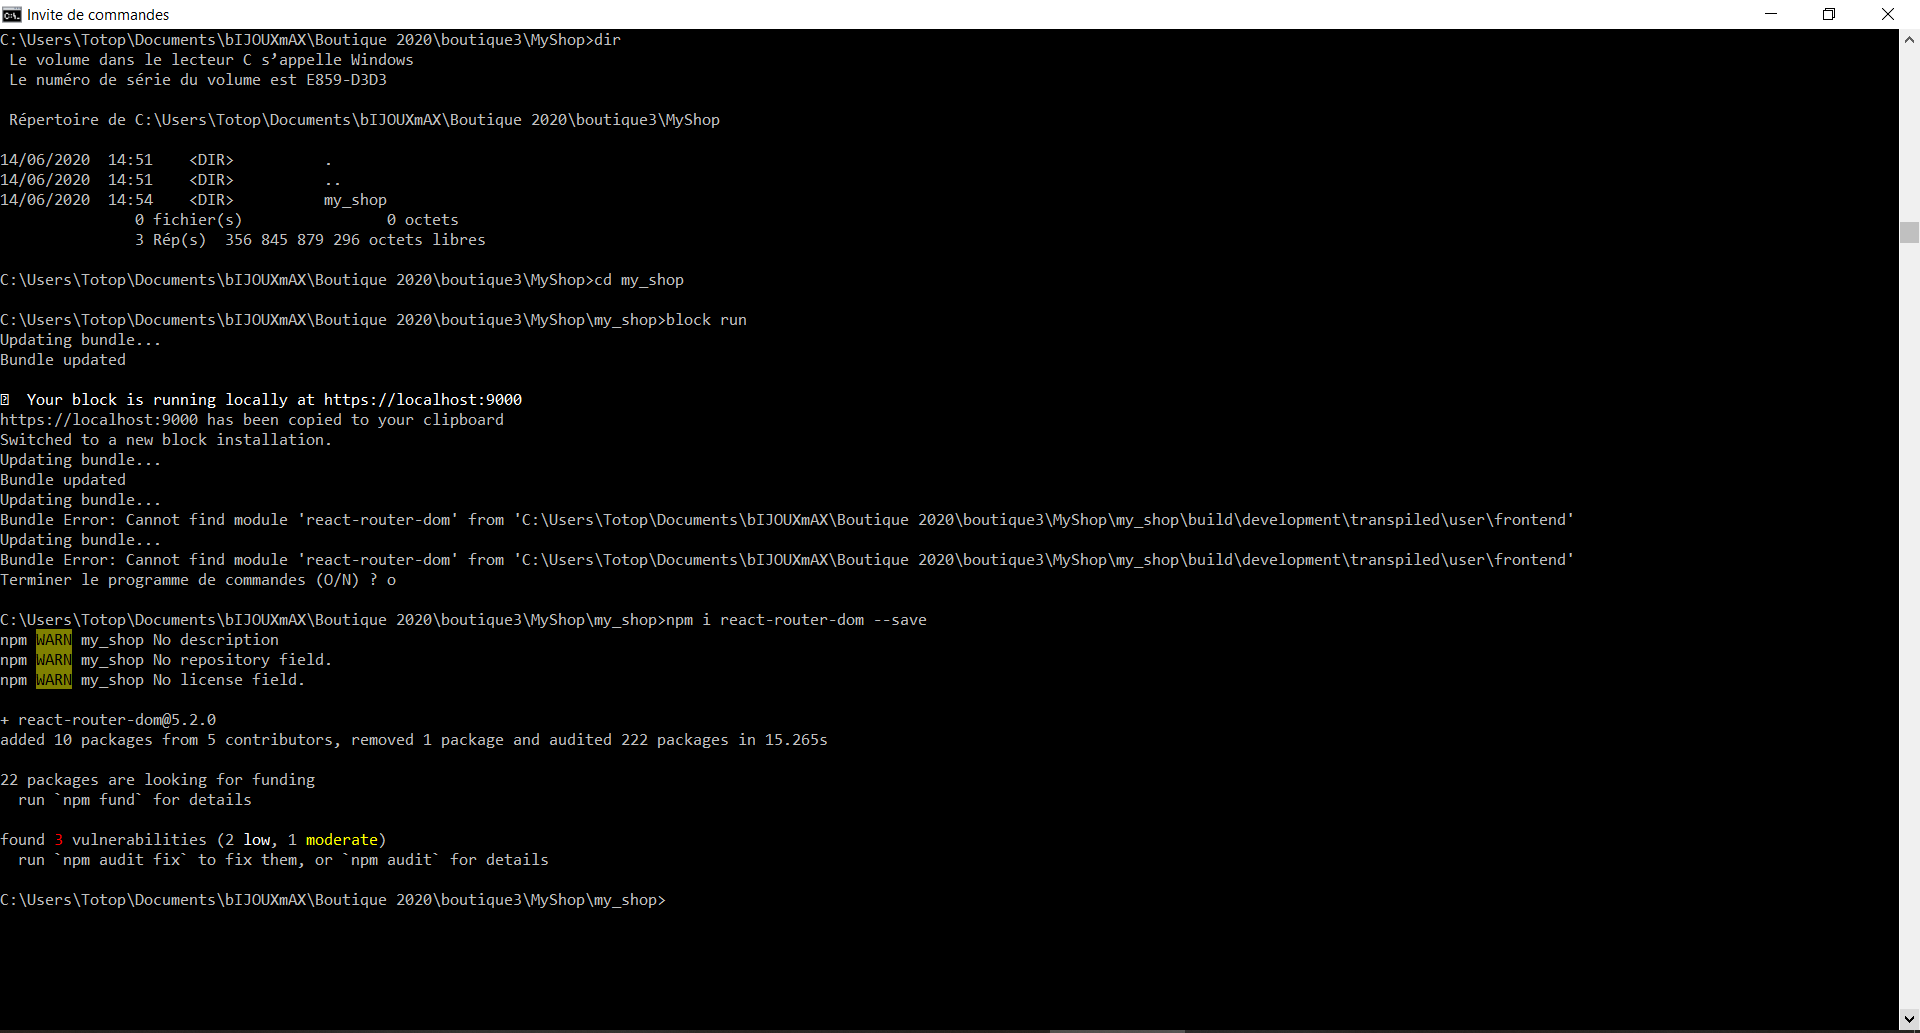 Invite de commandes
C:\Users\Totop\Documents\bIJOUXmAX\Boutique 2020\boutique3\MyShop>dir
Le volume dans le lecteur C s’appelle Windows
Le numéro de série du volume est E859-D3D3
Répertoire de C:\Users\Totop\Documents\bIJOUXmAX\Boutique 2020\boutique3\MyShop
14/06/2020  14:51    <DIR>          .
14/06/2020  14:51    <DIR>          ..
14/06/2020  14:54    <DIR>          my_shop
0 fichier(s)                0 octets
3 Rép(s)  356 845 879 296 octets libres
C:\Users\Totop\Documents\bIJOUXmAX\Boutique 2020\boutique3\MyShop>cd my_shop
C:\Users\Totop\Documents\bIJOUXmAX\Boutique 2020\boutique3\MyShop\my_shop>block run
Updating bundle...
Bundle updated
Your block is running locally at https://localhost:9000
https://localhost:9000 has been copied to your clipboard
Switched to a new block installation.
Updating bundle...
Bundle updated
Updating bundle...
Bundle Error: Cannot find module 'react-router-dom' from 'C:\Users\Totop\Documents\bIJOUXmAX\Boutique 2020\boutique3\MyShop\my_shop\build\development\transpiled\user\frontend'
Updating bundle...
Bundle Error: Cannot find module 'react-router-dom' from 'C:\Users\Totop\Documents\bIJOUXmAX\Boutique 2020\boutique3\MyShop\my_shop\build\development\transpiled\user\frontend'
Terminer le programme de commandes (O/N) ? o
C:\Users\Totop\Documents\bIJOUXmAX\Boutique 2020\boutique3\MyShop\my_shop>npm i react-router-dom --save
npm WARN my_shop No description
npm WARN my_shop No repository field.
npm WARN my_shop No license field.
+ react-router-dom@5.2.0
added 10 packages from 5 contributors, removed 1 package and audited 222 packages in 15.265s
22 packages are looking for funding
run `npm fund` for details
found 3 vulnerabilities (2 low, 1 moderate)
run `npm audit fix` to fix them, or `npm audit` for details
C:\Users\Totop\Documents\bIJOUXmAX\Boutique 2020\boutique3\MyShop\my_shop>